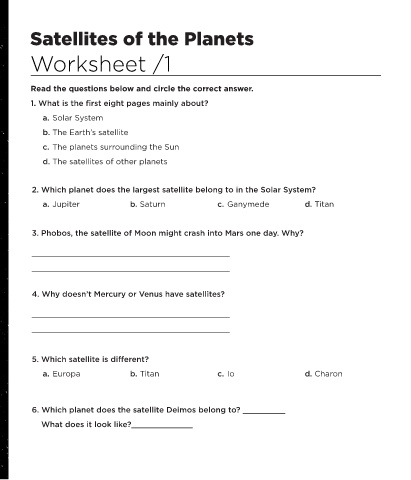 Satellites of the Planets
Worksheet /1
Read the questions below and circle the correct answer.
1. What is the first eight pages mainly about?
a. Solar System
b. The Earth's satellite
c. The planets surrounding the Sun
d. The satellites of other planets
2. Which planet does the largest satellite belong to in the Solar System?
a. Jupiter b. Saturn c. Ganymede d. Titan
3. Phobos, the satellite of Moon might crash into Mars one day. Why?
4. Why doesn't Mercury or Venus have satellites?
5. Which satellite is different?
a. Europa b. Titan c. Io d. Charon
6. Which planet does the satellite Deimos belong to? __________
What does it look like?______________